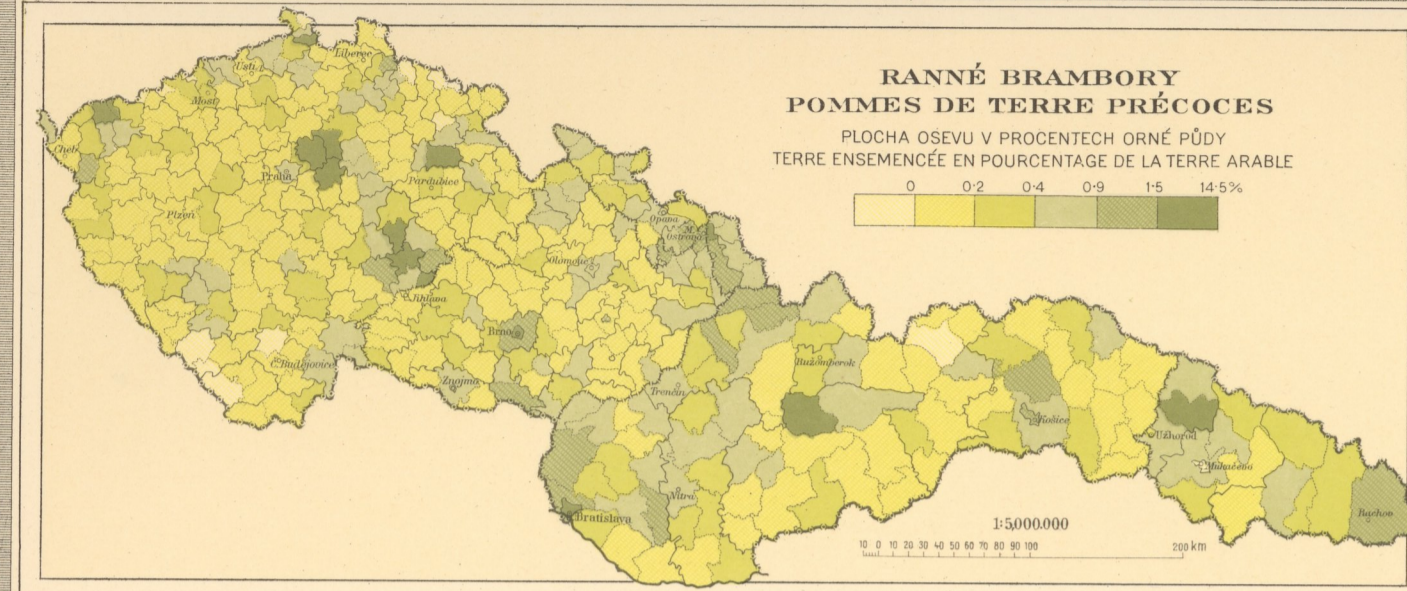 RANNÉ BRAMBORY
POMMES DE TERRE PRÉCOCES
PLOCHA OSEVU V PROCENTECH ORNÉ PŮDY
TERRE ENSEMENCÉE EN POURCENTAGE DE LA TERRE ARABLE
0 0·2 0·4 0·9 1·5 14·5%
Liberec
Ústí
Most
Cheb
Praha
Pardubice
Plzeň
Opava
M. Ostrava
Olomouc
Jihlava
Brno
Č. Budějovice
Znojmo
Ružomberok
Trenčín
Košice
Užhorod
Mukačevo
Nitra
Rachov
Bratislava
1:5,000.000
10 0 10 20 30 40 50 60 70 80 90 100 200 km